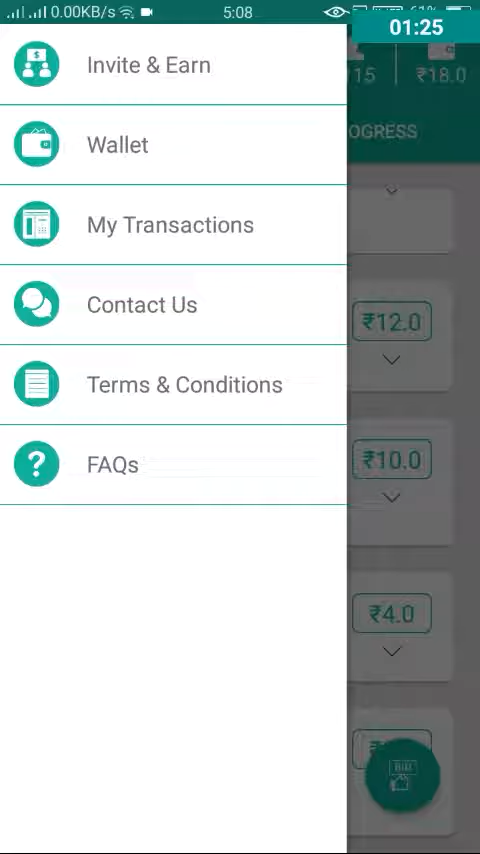 0.00KB/s 5:08
01:25
Invite & Earn
₹18.0
Wallet
OGRESS
My Transactions
Contact Us
₹12.0
Terms & Conditions
FAQs
₹10.0
₹4.0